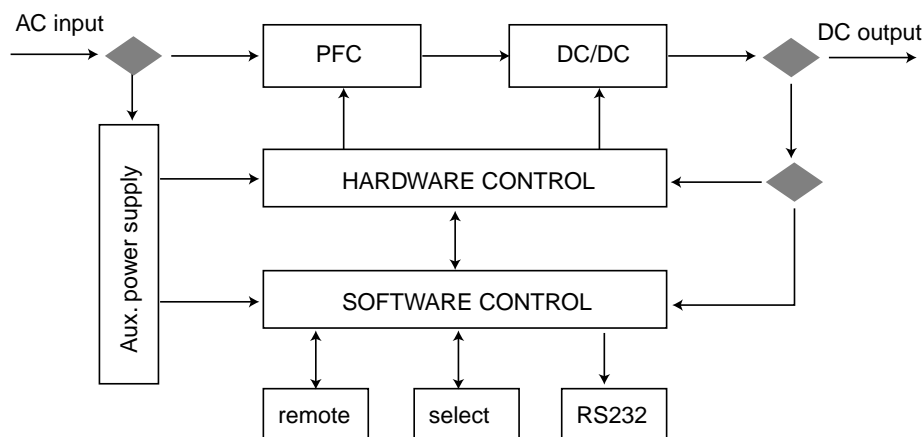 AC input
DC output
PFC
DC/DC
Aux. power supply
HARDWARE CONTROL
SOFTWARE CONTROL
remote
select
RS232